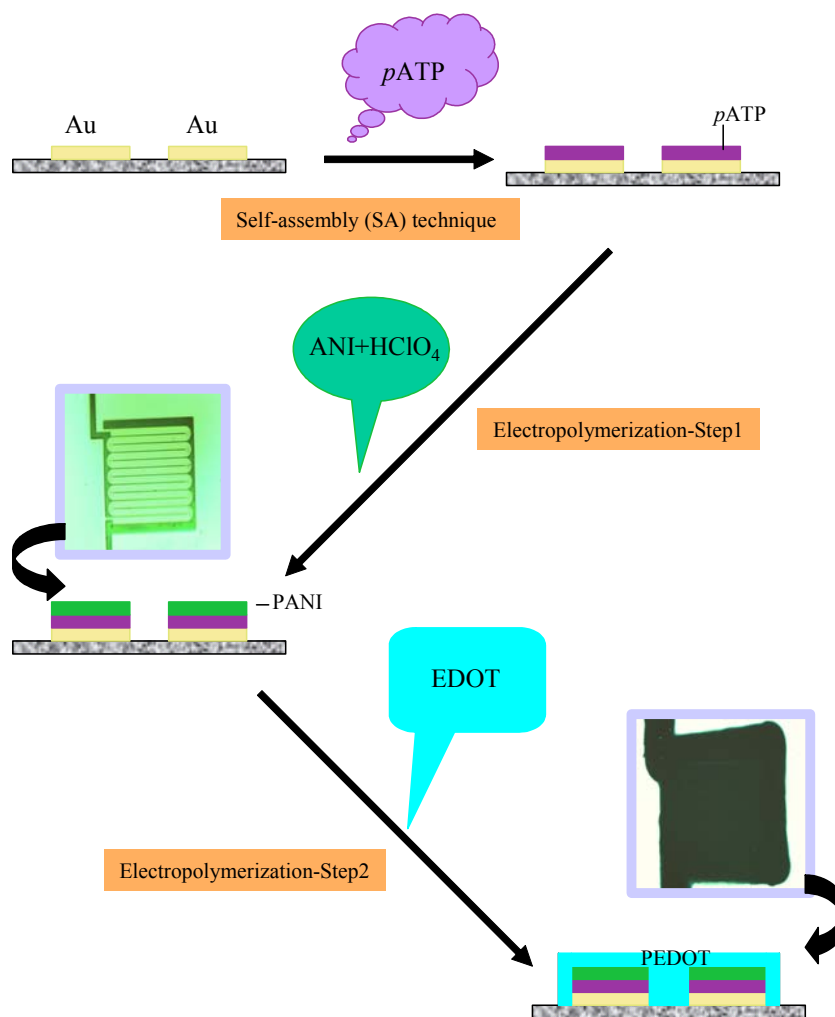 pATP
Au Au
pATP
Self-assembly (SA) technique
ANI+HClO₄
Electropolymerization-Step1
–PANI
EDOT
Electropolymerization-Step2
PEDOT